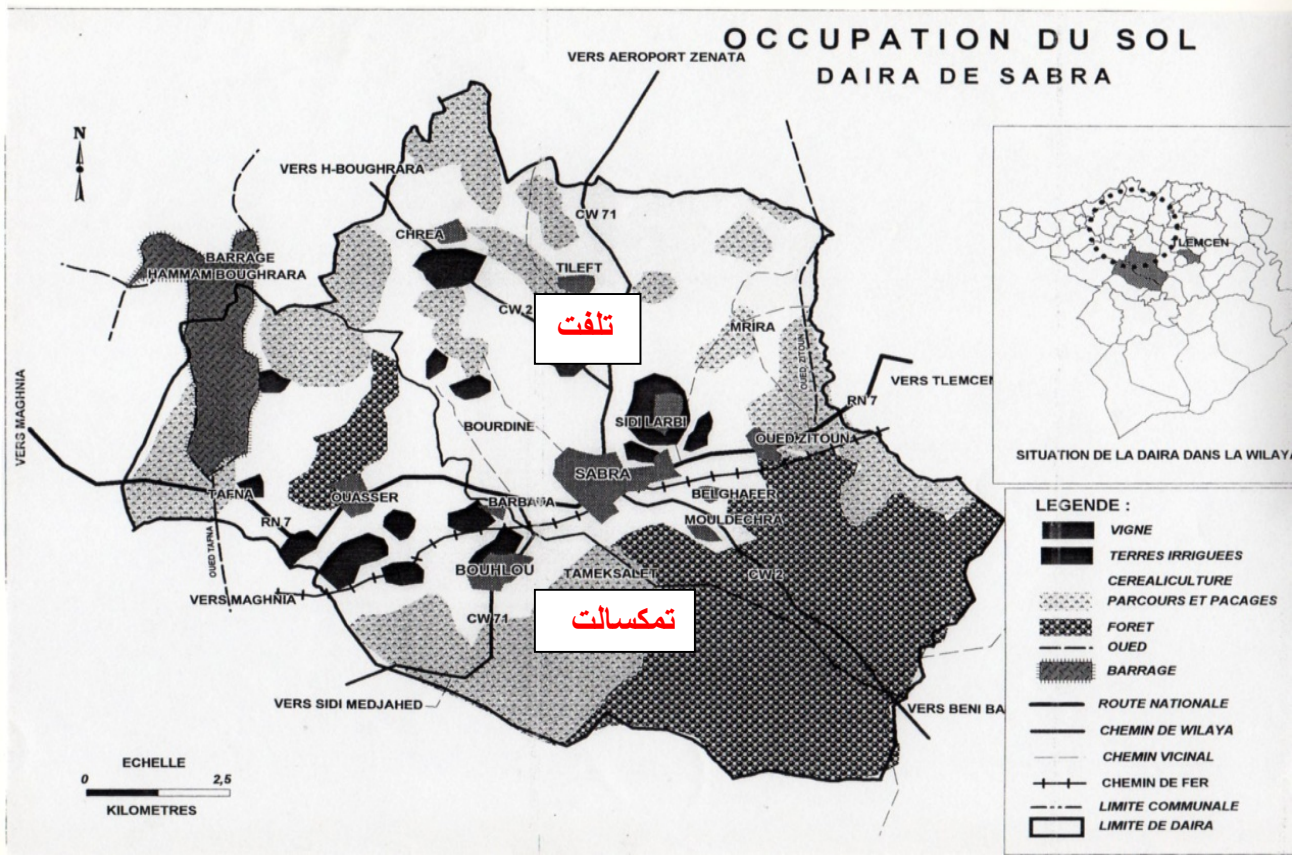 OCCUPATION DU SOL
DAIRA DE SABRA
VERS AEROPORT ZENATA
N
VERS H-BOUGHRARA
CW 71
CHREA
BARRAGE
HAMMAM BOUGHRARA
TILEFT
CW 2
تلفت
MRIRA
OUED ZITOUN
VERS TLEMCEN
RN 7
VERS MAGHNIA
BOURDINE
SIDI LARBI
OUED ZITOUN
SABRA
TAFNA
OUASSER
BELGHAFER
RN 7
MOULDECHRA
OUED TAFNA
BOUHLOU
TAMEKSALET
CW 2
VERS MAGHNIA
تمكسالت
CW 71
VERS SIDI MEDJAHED
VERS BENI BA
ECHELLE
0 2,5
KILOMETRES
TLEMCEN
SITUATION DE LA DAIRA DANS LA WILAYA
LEGENDE :
VIGNE
TERRES IRRIGUEES
CEREALICULTURE
PARCOURS ET PACAGES
FORET
OUED
BARRAGE
ROUTE NATIONALE
CHEMIN DE WILAYA
CHEMIN VICINAL
CHEMIN DE FER
LIMITE COMMUNALE
LIMITE DE DAIRA